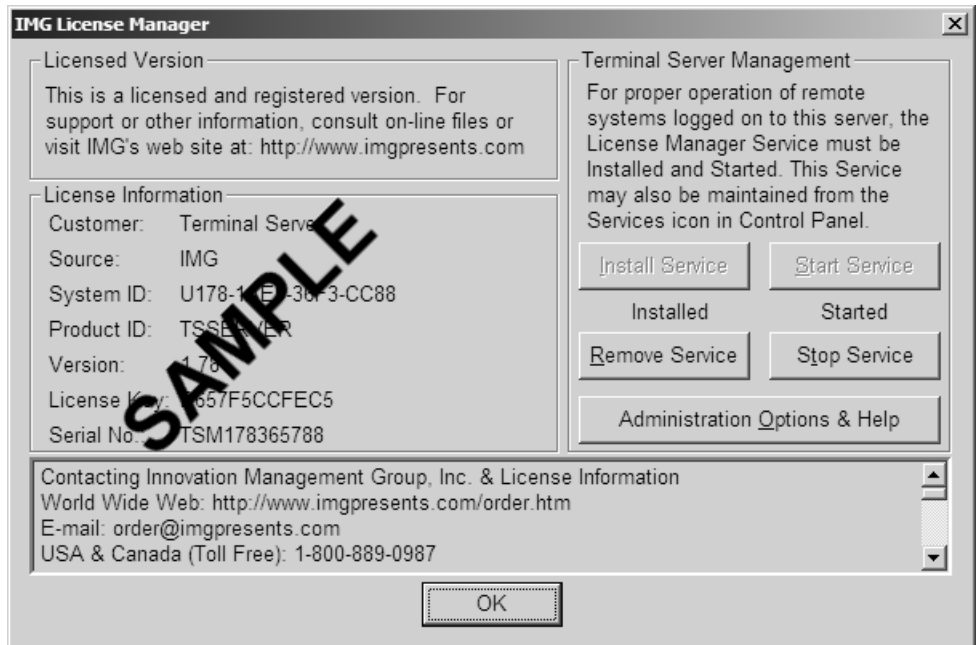 IMG License Manager
Licensed Version
This is a licensed and registered version. For
support or other information, consult on-line files or
visit IMG's web site at: http://www.imgpresents.com
License Information
Customer: Terminal Server
Source: IMG
System ID:
Product ID: TSSERVER
Version: 1.78
License Key:
Serial No.: TSM178365788
SAMPLE
Terminal Server Management
For proper operation of remote
systems logged on to this server, the
License Manager Service must be
Installed and Started. This Service
may also be maintained from the
Services icon in Control Panel.
Install Service Start Service
Installed Started
Remove Service Stop Service
Administration Options & Help
Contacting Innovation Management Group, Inc. & License Information
World Wide Web: http://www.imgpresents.com/order.htm
E-mail: order@imgpresents.com
USA & Canada (Toll Free): 1-800-889-0987
OK